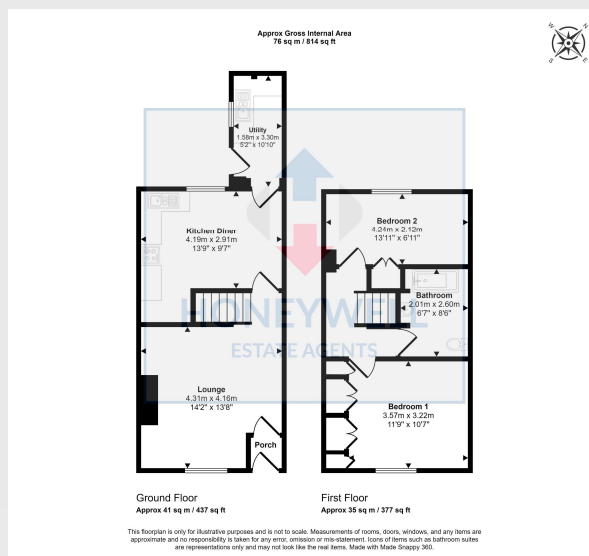 Approx Gross Internal Area
76 sq m / 814 sq ft
N
E
S
W
Utility
1.58m x 3.30m
5'2" x 10'10"
Kitchen Diner
4.19m x 2.91m
13'9" x 9'7"
Lounge
4.31m x 4.16m
14'2" x 13'8"
Porch
Bedroom 2
4.24m x 2.12m
13'11" x 6'11"
Bathroom
2.01m x 2.60m
6'7" x 8'6"
Bedroom 1
3.57m x 3.22m
11'9" x 10'7"
HONEYWELL
ESTATE AGENTS
Ground Floor
Approx 41 sq m / 437 sq ft
First Floor
Approx 35 sq m / 377 sq ft
This floorplan is only for illustrative purposes and is not to scale. Measurements of rooms, doors, windows, and any items are
approximate and no responsibility is taken for any error, omission or mis-statement. Icons of items such as bathroom suites
are representations only and may not look like the real items. Made with Made Snappy 360.